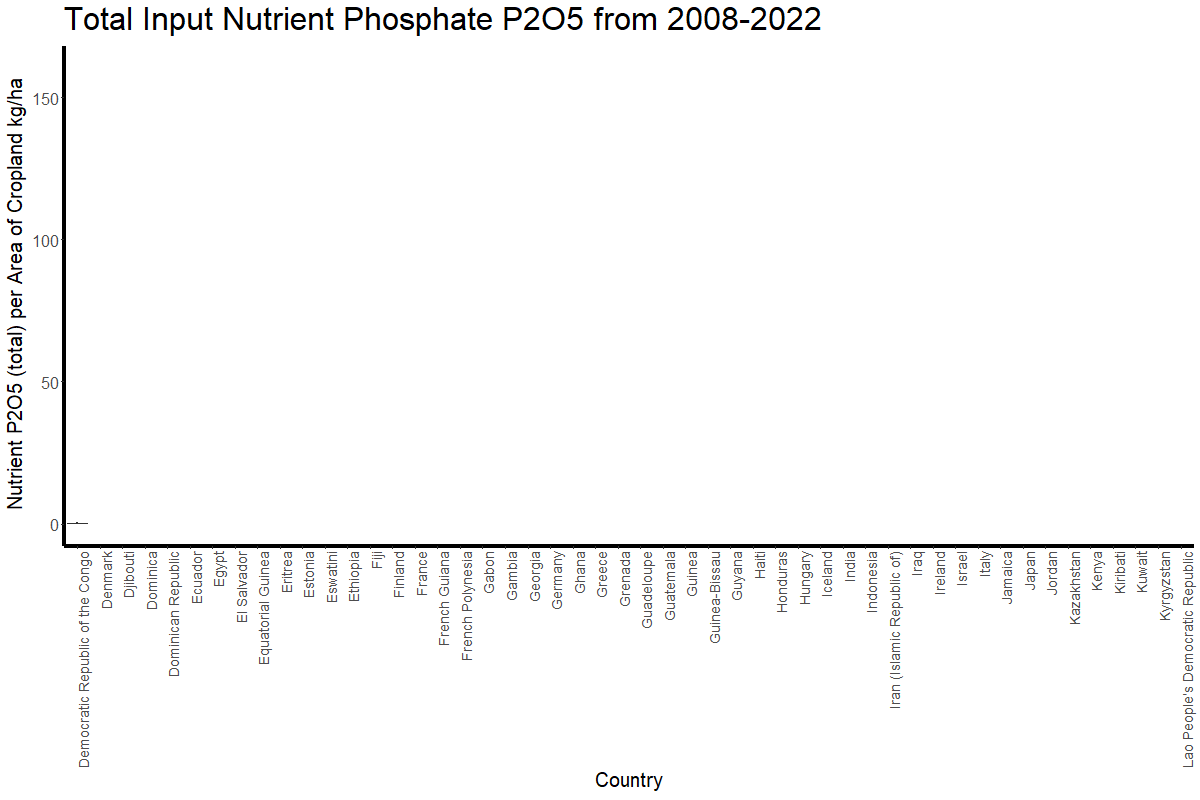 Total Input Nutrient Phosphate P2O5 from 2008-2022
Nutrient P2O5 (total) per Area of Cropland kg/ha
150
100
50
0
Democratic Republic of the Congo
Denmark
Djibouti
Dominica
Dominican Republic
Ecuador
Egypt
El Salvador
Equatorial Guinea
Eritrea
Estonia
Eswatini
Ethiopia
Fiji
Finland
France
French Guiana
French Polynesia
Gabon
Gambia
Georgia
Germany
Ghana
Greece
Grenada
Guadeloupe
Guatemala
Guinea
Guinea-Bissau
Guyana
Haiti
Honduras
Hungary
Iceland
India
Indonesia
Iran (Islamic Republic of)
Iraq
Ireland
Israel
Italy
Jamaica
Japan
Jordan
Kazakhstan
Kenya
Kiribati
Kuwait
Kyrgyzstan
Lao People's Democratic Republic
Country